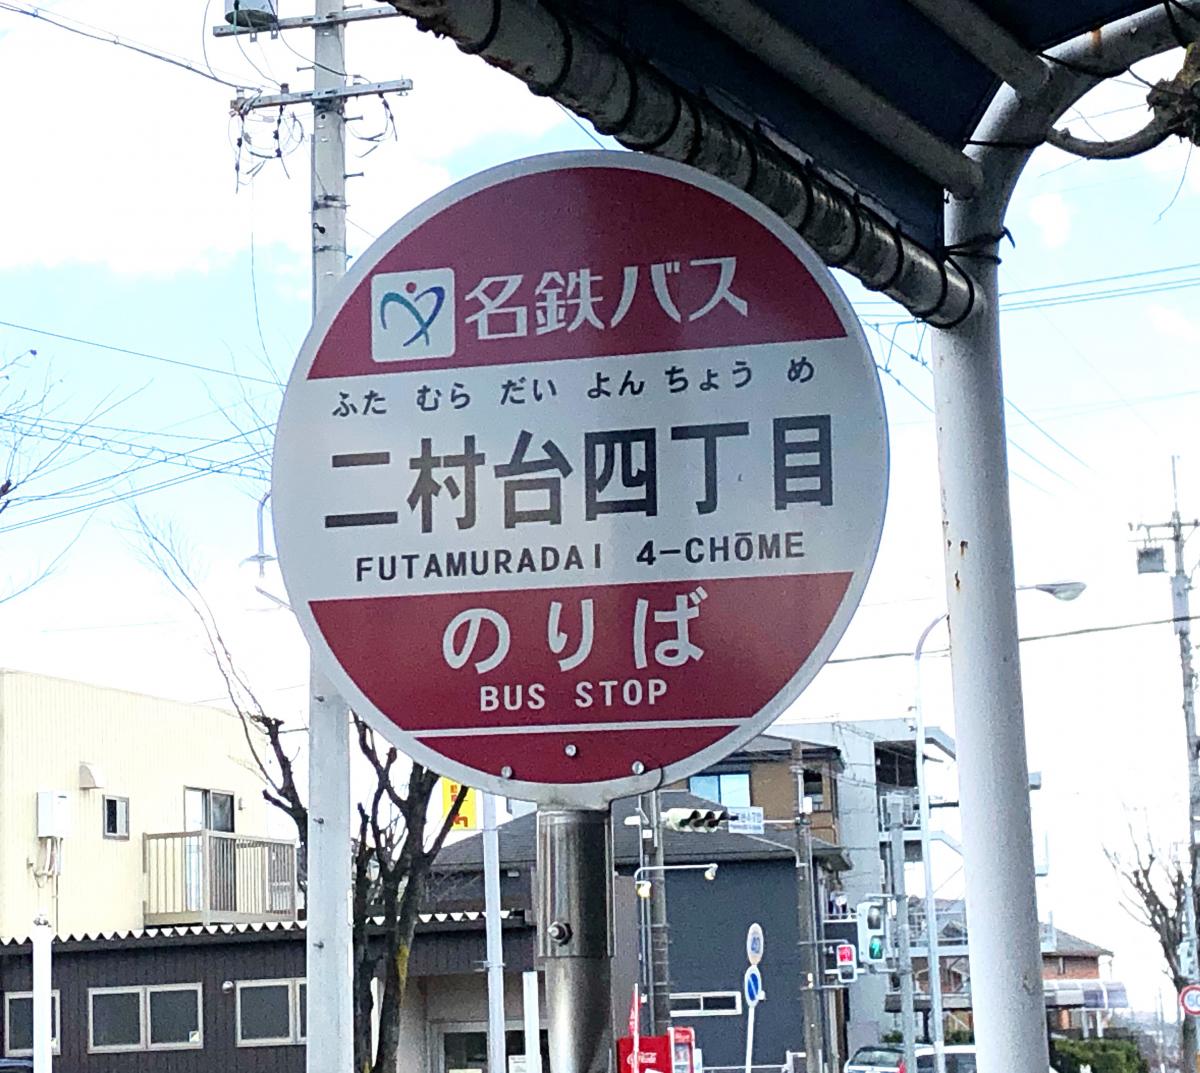 名鉄バス
ふた むら だい よん ちょう め
二村台四丁目
FUTAMURADAI 4-CHŌME
のりば
BUS STOP